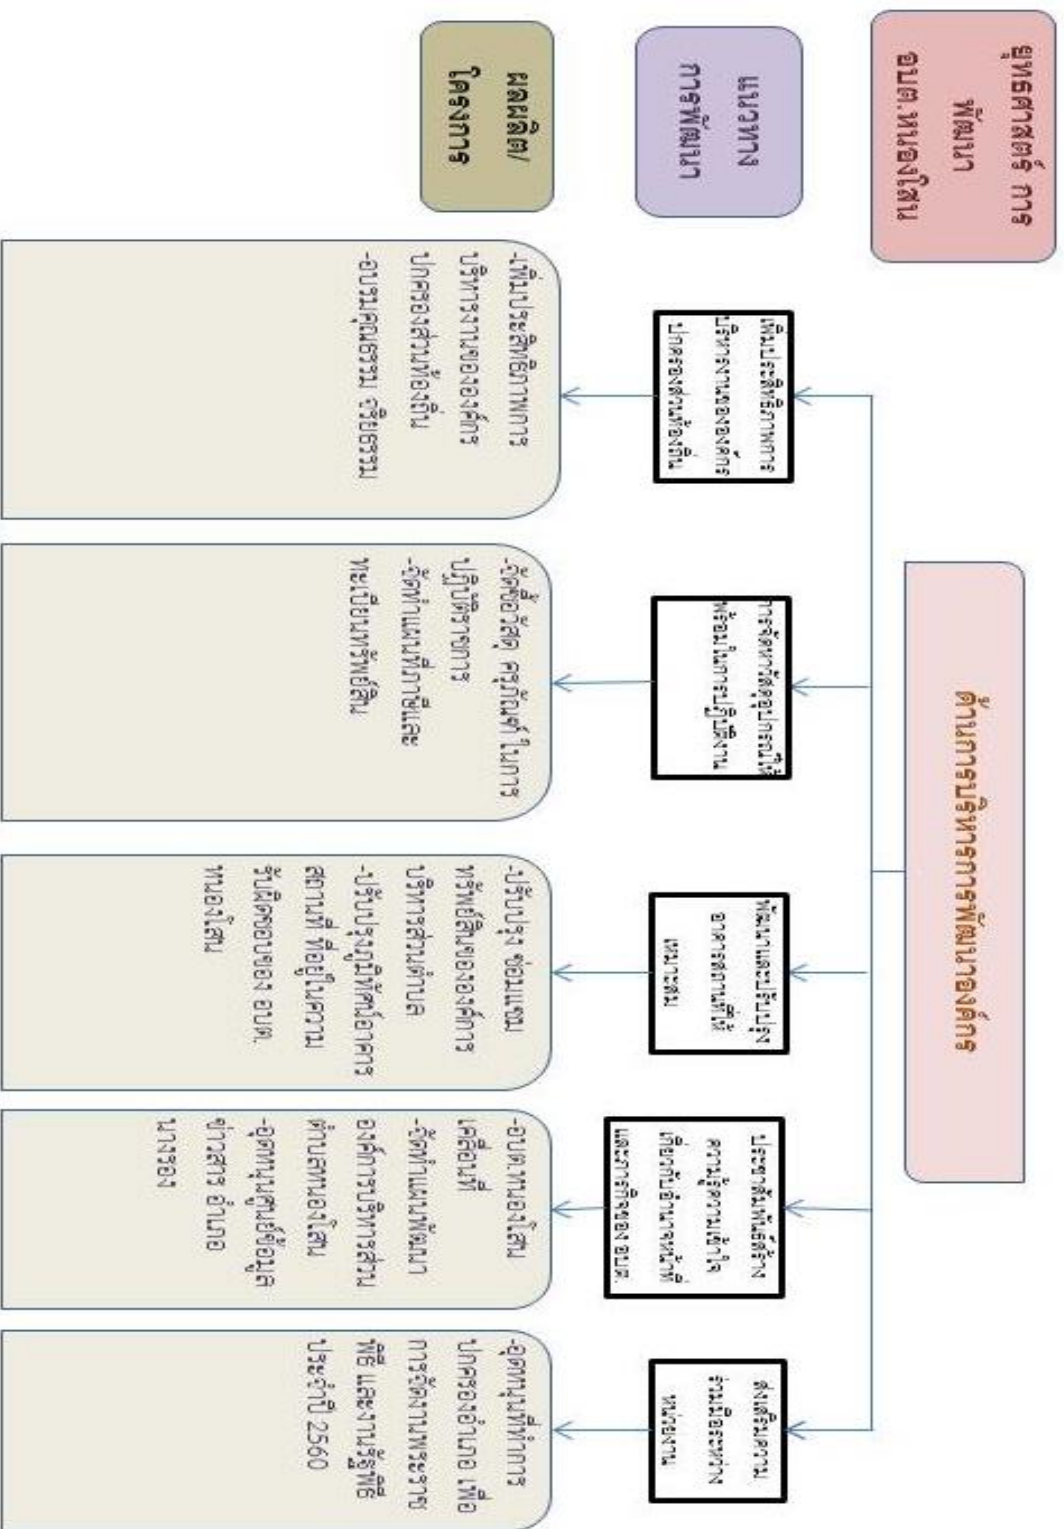 ยุทธศาสตร์ การ
พัฒนา
อบต.หนองโสน
ด้านการบริหารการพัฒนาองค์กร
แนวทาง
การพัฒนา
เพิ่มประสิทธิภาพการ
บริหารงานขององค์กร
ปกครองส่วนท้องถิ่น
การจัดหาวัสดุอุปกรณ์ให้
พร้อมในการปฏิบัติงาน
พัฒนาและปรับปรุง
อาคารสถานที่ให้
เหมาะสม
ประชาสัมพันธ์สร้าง
ความรู้ความเข้าใจ
เกี่ยวกับอำนาจหน้าที่
และภารกิจของ อบต.
ส่งเสริมความ
ร่วมมือระหว่าง
หน่วยงาน
ผลผลิต/
โครงการ
-เพิ่มประสิทธิภาพการ
บริหารงานขององค์กร
ปกครองส่วนท้องถิ่น
-อบรมคุณธรรม จริยธรรม
-จัดซื้อวัสดุ ครุภัณฑ์ ในการ
ปฏิบัติราชการ
-จัดทำแผนที่ภาษีและ
ทะเบียนทรัพย์สิน
-ปรับปรุง ซ่อมแซม
ทรัพย์สินขององค์การ
บริหารส่วนตำบล
-ปรับปรุงภูมิทัศน์อาคาร
สถานที่ ที่อยู่ในความ
รับผิดชอบของ อบต.
หนองโสน
-อบต.หนองโสน
เคลื่อนที่
-จัดทำแผนพัฒนา
องค์การบริหารส่วน
ตำบลหนองโสน
-อุดหนุนศูนย์ข้อมูล
ข่าวสาร อำเภอ
นางรอง
-อุดหนุนที่ทำการ
ปกครองอำเภอ เพื่อ
การจัดงานพระราช
พิธี และงานรัฐพิธี
ประจำปี 2560